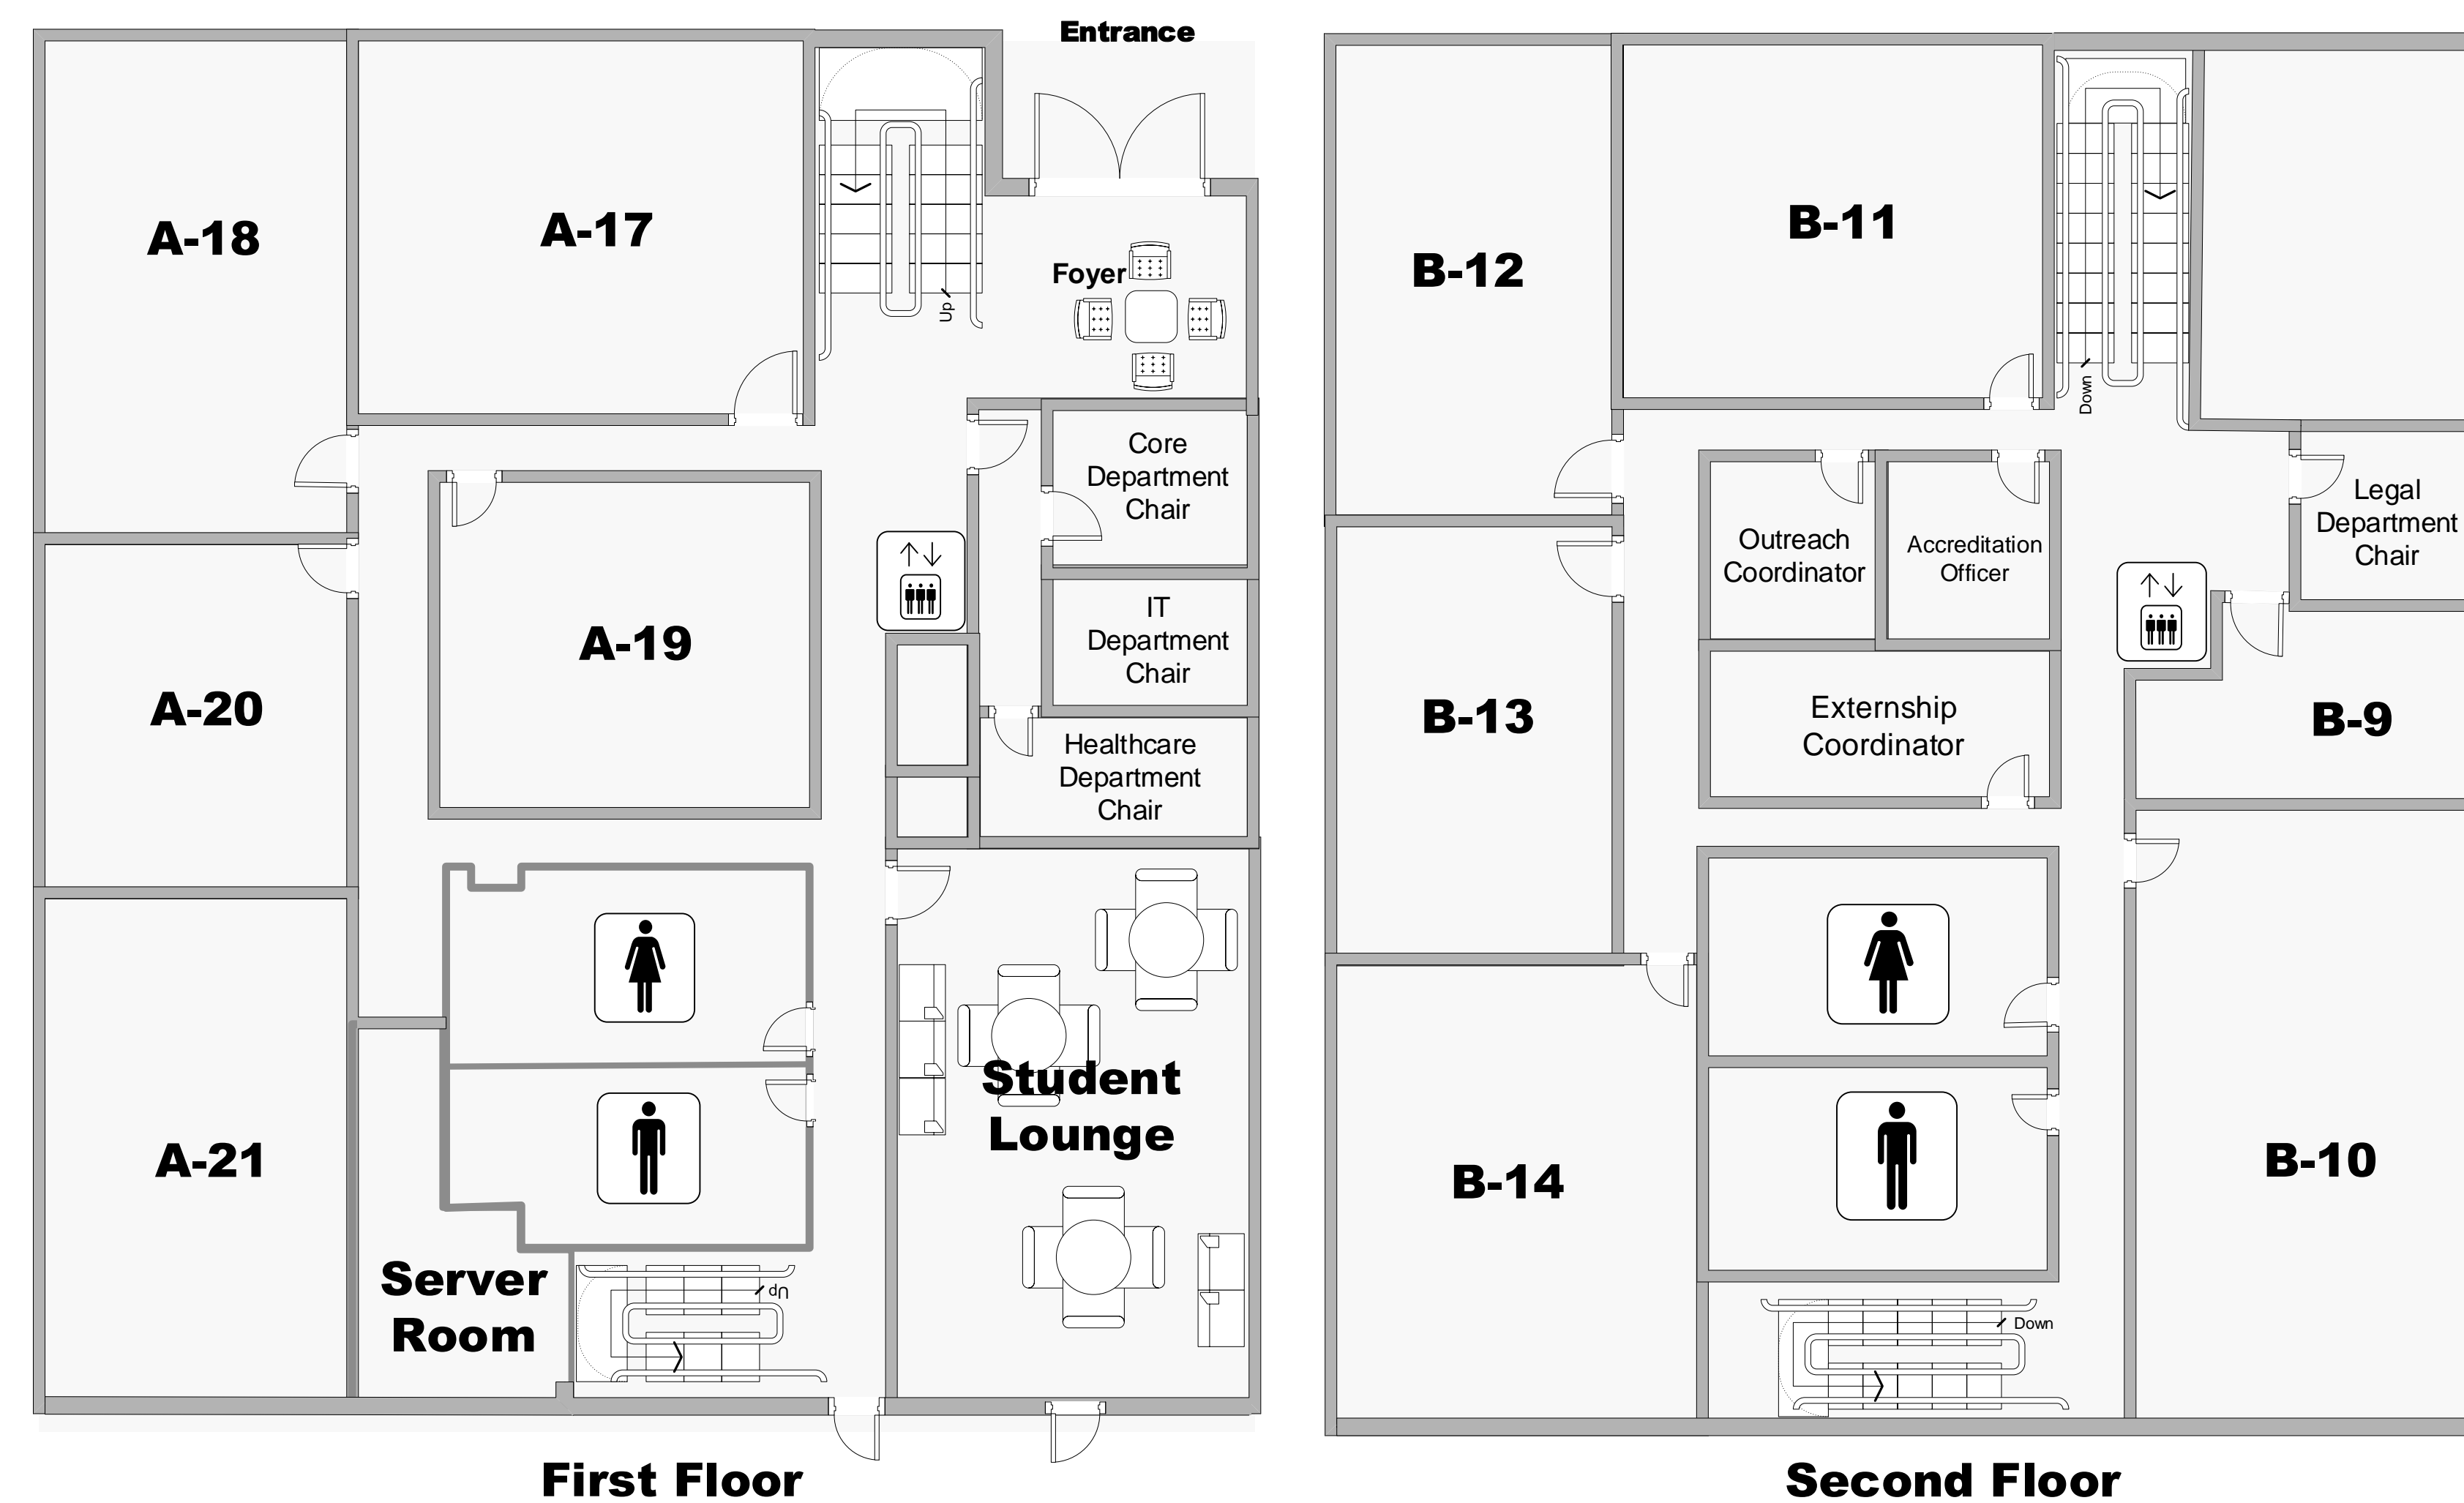 Entrance
A-18
A-17
Up
Foyer
Core
Department
Chair
A-19
IT
Department
Chair
A-20
Healthcare
Department
Chair
Student
Lounge
A-21
Server
Room
Up
First Floor
B-12
B-11
Down
Legal
Department
Chair
Outreach
Coordinator
Accreditation
Officer
B-13
Externship
Coordinator
B-9
B-14
B-10
Down
Second Floor